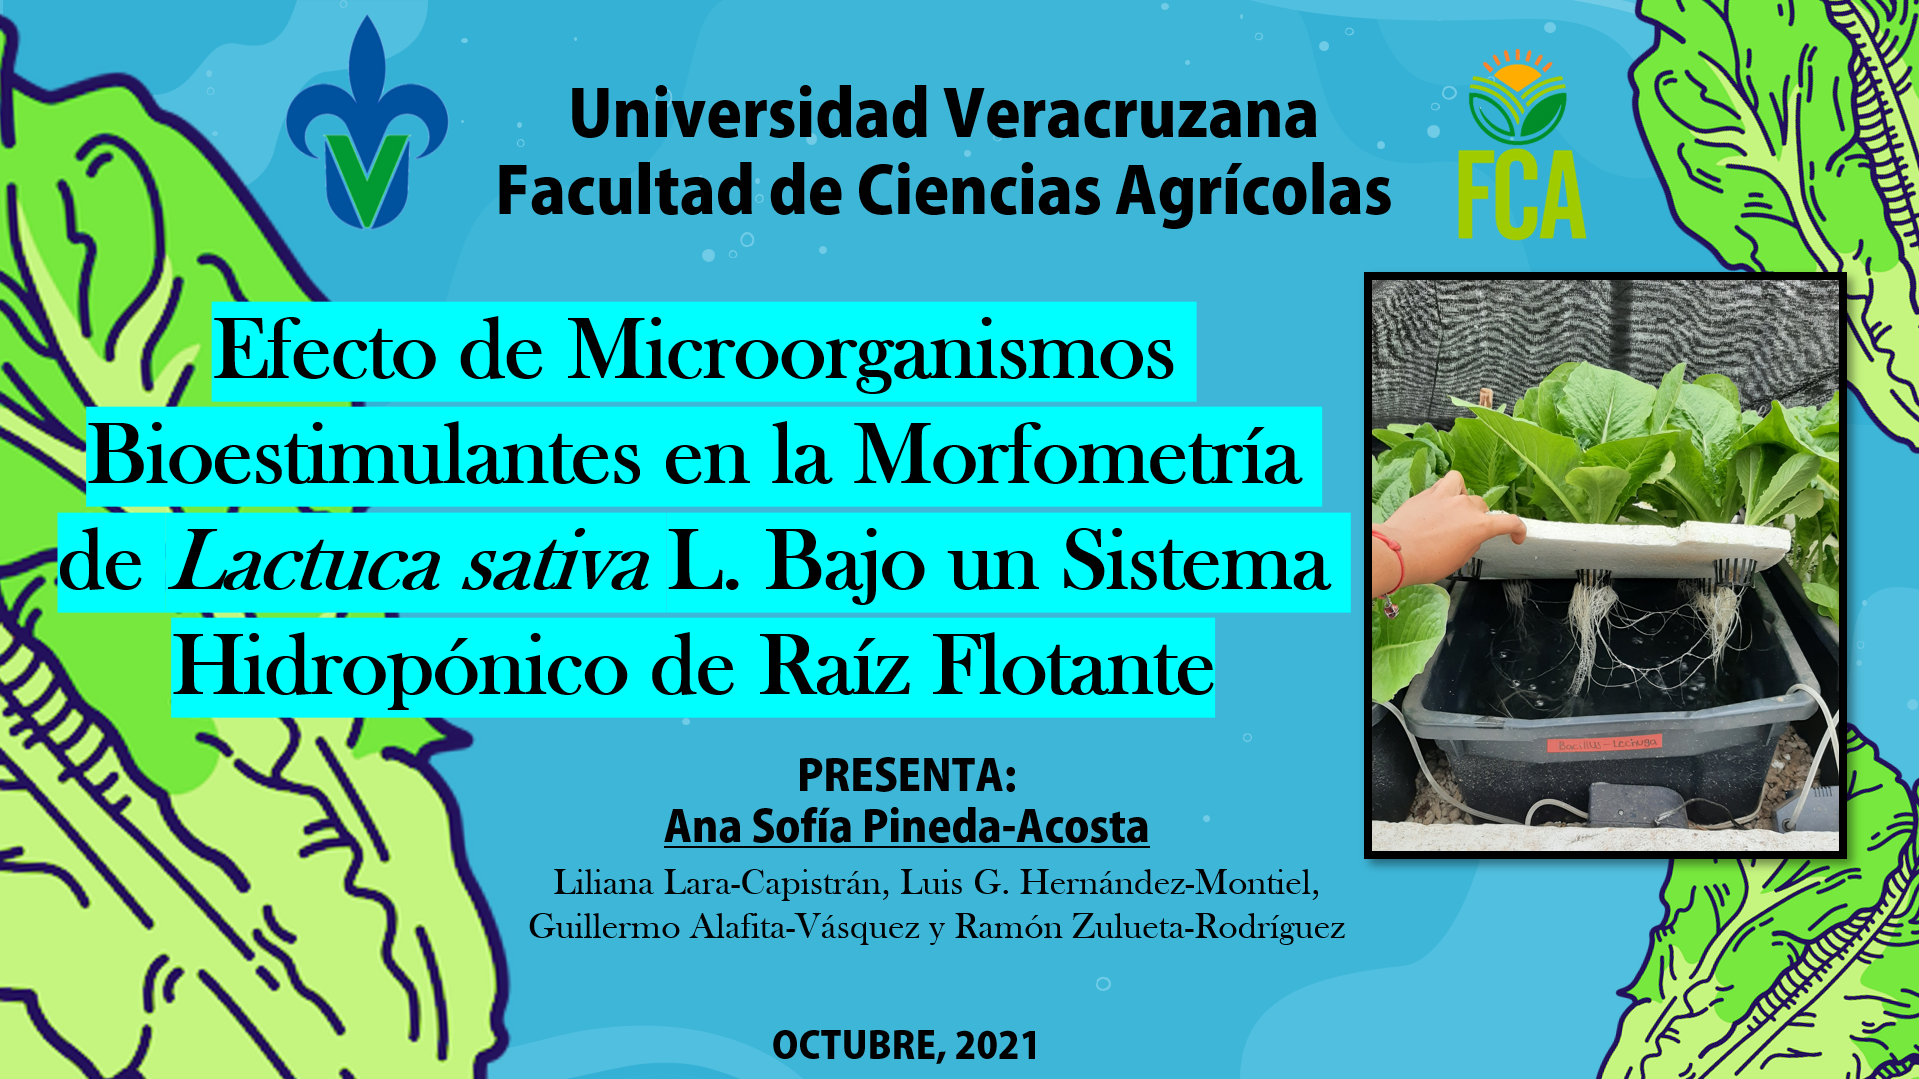 Universidad Veracruzana
Facultad de Ciencias Agrícolas
FCA
V
Efecto de Microorganismos
Bioestimulantes en la Morfometría
de Lactuca sativa L. Bajo un Sistema
Hidropónico de Raíz Flotante
Bacillus - Lechuga
PRESENTA:
Ana Sofía Pineda-Acosta
Liliana Lara-Capistrán, Luis G. Hernández-Montiel,
Guillermo Alafita-Vásquez y Ramón Zulueta-Rodríguez
OCTUBRE, 2021